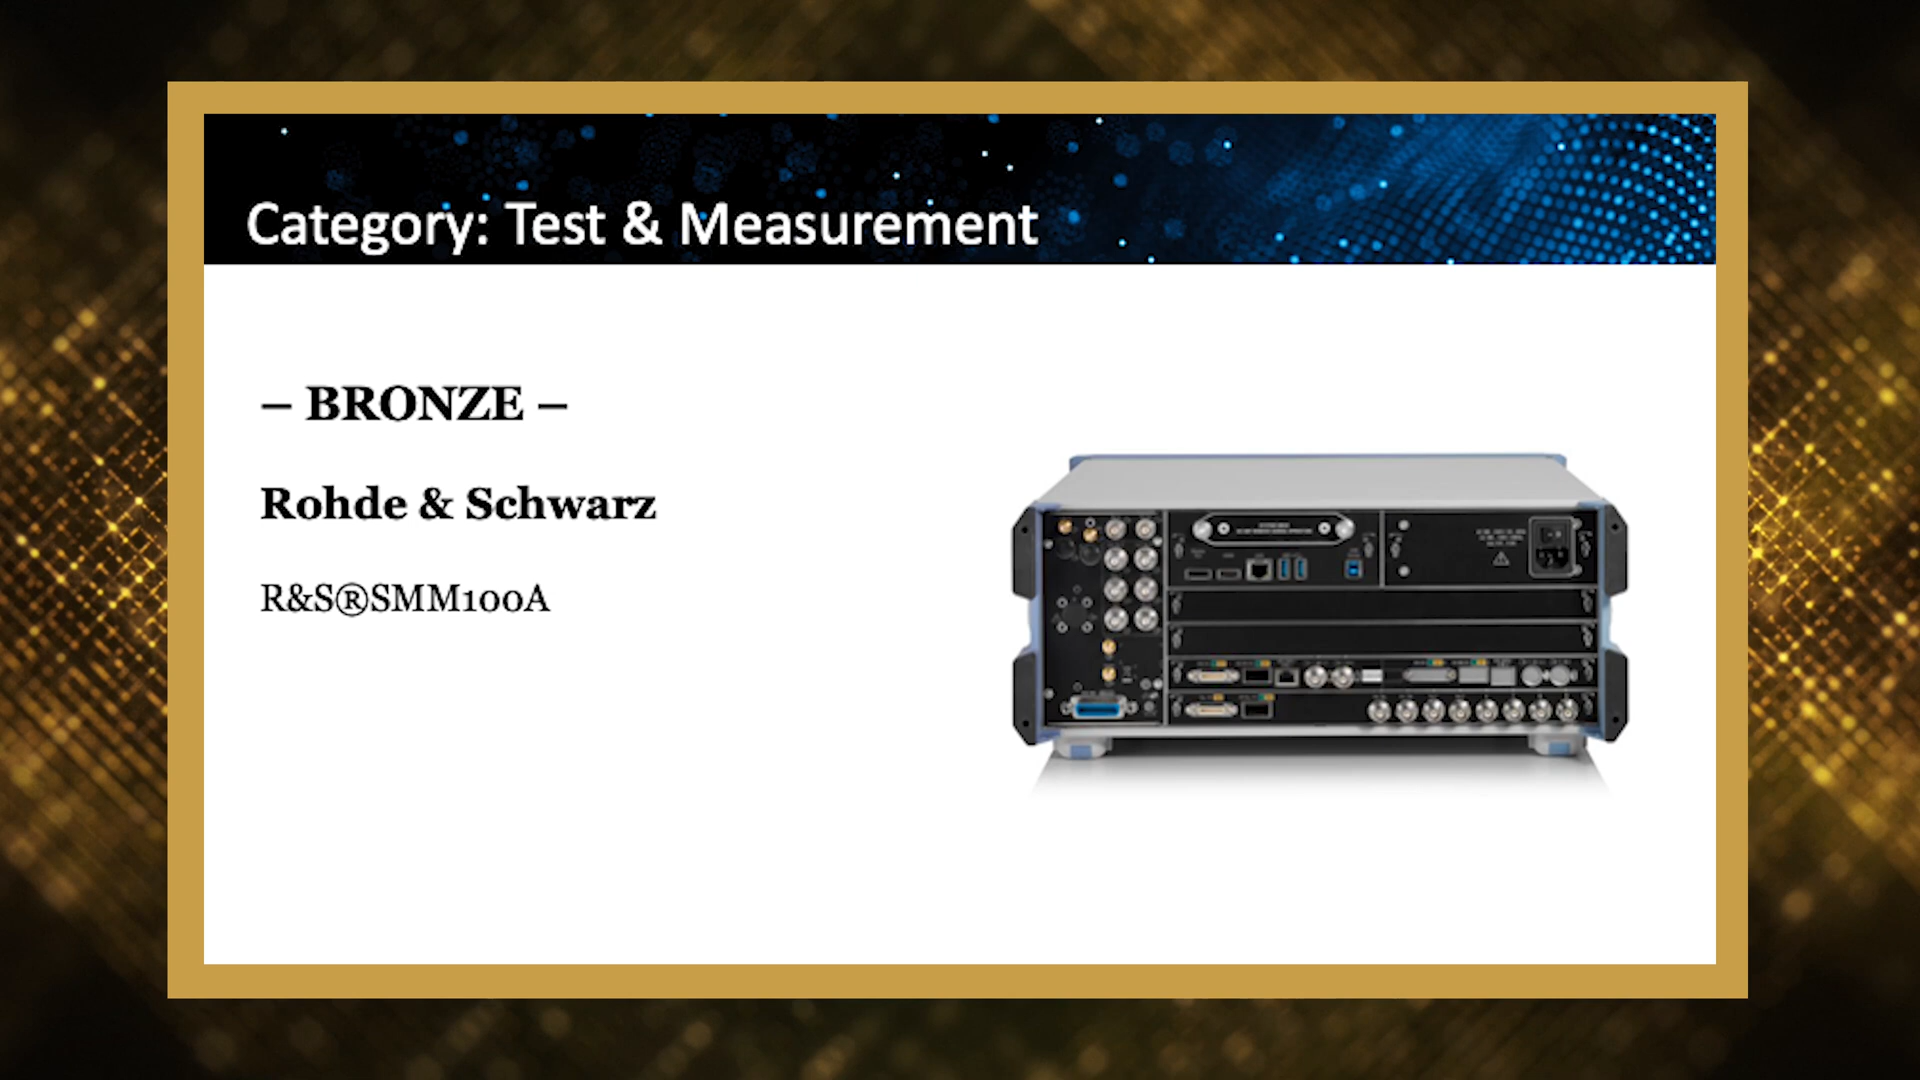 Category: Test & Measurement
– BRONZE –
Rohde & Schwarz
R&S®SMM100A